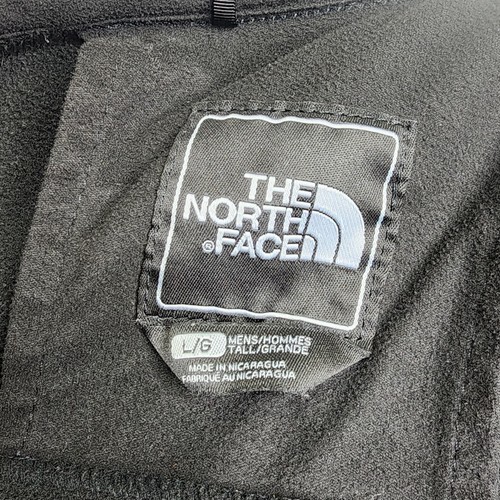 THE
NORTH
®FACE
L/G MENS/HOMMES
TALL/GRANDE
MADE IN NICARAGUA
FABRIQUÉ AU NICARAGUA